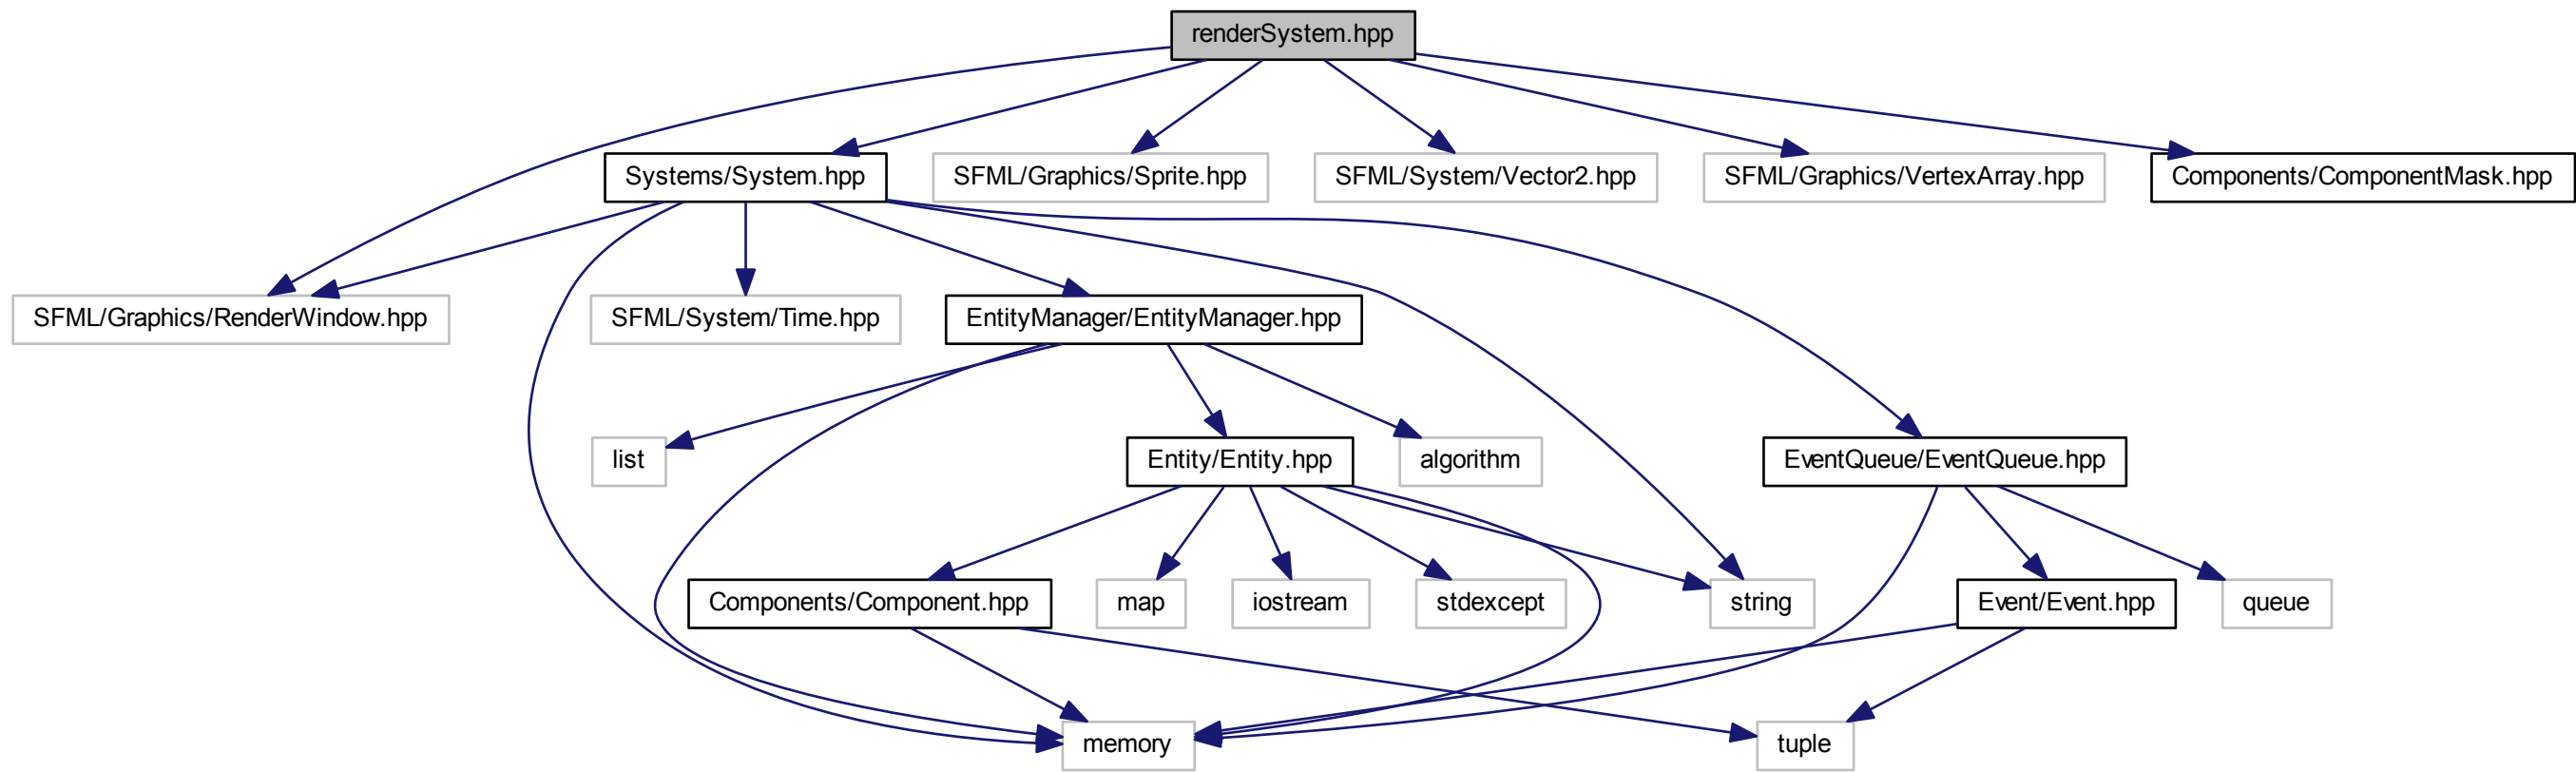 renderSystem.hpp
Systems/System.hpp
SFML/Graphics/Sprite.hpp
SFML/System/Vector2.hpp
SFML/Graphics/VertexArray.hpp
Components/ComponentMask.hpp
SFML/Graphics/RenderWindow.hpp
SFML/System/Time.hpp
EntityManager/EntityManager.hpp
list
Entity/Entity.hpp
algorithm
EventQueue/EventQueue.hpp
Components/Component.hpp
map
iostream
stdexcept
string
Event/Event.hpp
queue
memory
tuple